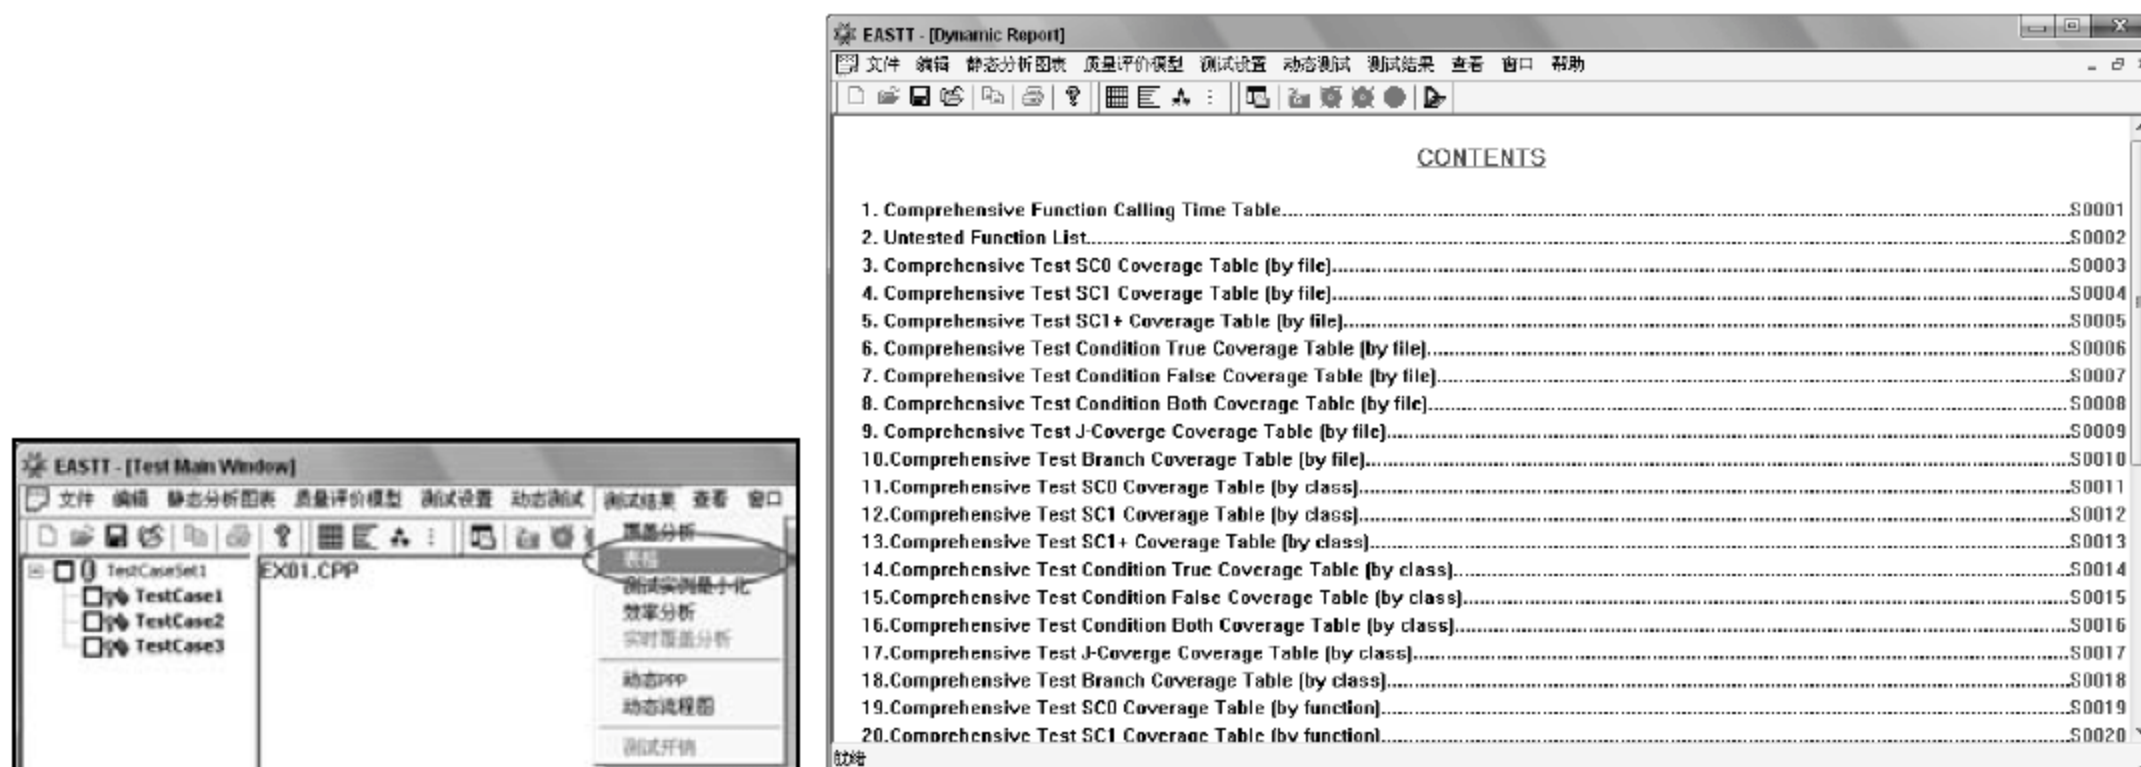 EASTT - [Test Main Window]
文件 编辑 静态分析图表 质量评价模型 测试设置 动态测试 测试结果 查看 窗口
TestCaseSet1
TestCase1
TestCase2
TestCase3
EX01.CPP
覆盖分析
表格
测试实例最小化
效率分析
实时覆盖分析
动态PPP
动态流程图
测试开销
EASTT - [Dynamic Report]
文件 编辑 静态分析图表 质量评价模型 测试设置 动态测试 测试结果 查看 窗口 帮助
CONTENTS
1. Comprehensive Function Calling Time Table....S0001
2. Untested Function List....S0002
3. Comprehensive Test SC0 Coverage Table (by file)....S0003
4. Comprehensive Test SC1 Coverage Table (by file)....S0004
5. Comprehensive Test SC1+ Coverage Table (by file)....S0005
6. Comprehensive Test Condition True Coverage Table (by file)....S0006
7. Comprehensive Test Condition False Coverage Table (by file)....S0007
8. Comprehensive Test Condition Both Coverage Table (by file)....S0008
9. Comprehensive Test J-Coverge Coverage Table (by file)....S0009
10.Comprehensive Test Branch Coverage Table (by file)....S0010
11.Comprehensive Test SC0 Coverage Table (by class)....S0011
12.Comprehensive Test SC1 Coverage Table (by class)....S0012
13.Comprehensive Test SC1+ Coverage Table (by class)....S0013
14.Comprehensive Test Condition True Coverage Table (by class)....S0014
15.Comprehensive Test Condition False Coverage Table (by class)....S0015
16.Comprehensive Test Condition Both Coverage Table (by class)....S0016
17.Comprehensive Test J-Coverge Coverage Table (by class)....S0017
18.Comprehensive Test Branch Coverage Table (by class)....S0018
19.Comprehensive Test SC0 Coverage Table (by function)....S0019
20.Comprehensive Test SC1 Coverage Table (by function)....S0020
就绪